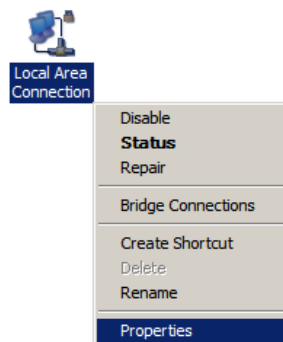 Local Area
Connection
Disable
Status
Repair
Bridge Connections
Create Shortcut
Delete
Rename
Properties